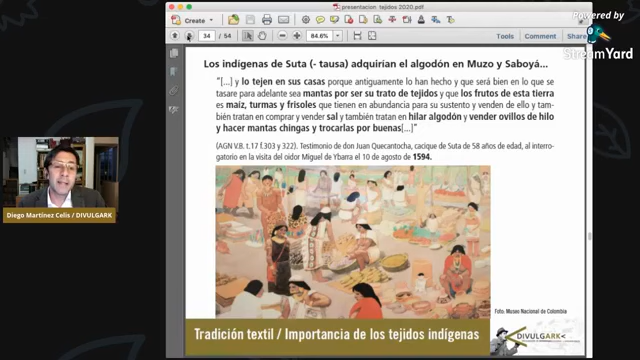 presentacion tejidos 2020.pdf
Create
34 / 54
84.6%
Tools
Comment
Share
Powered by
StreamYard
Los indígenas de Suta (- tausa) adquirían el algodón en Muzo y Saboyá...
“[...] y lo tejen en sus casas porque antiguamente lo han hecho y que será bien en lo que se
tasare para adelante sea mantas por ser su trato de tejidos y que los frutos de esta tierra
es maíz, turmas y frisoles que tienen en abundancia para su sustento y venden de ello y tam-
bién tratan en comprar y vender sal y también tratan en hilar algodón y vender ovillos de hilo
y hacer mantas chingas y trocarlas por buenas[...]”
(AGN V.B. t.17 f.303 y 322). Testimonio de don Juan Quecantocha, cacique de Suta de 58 años de edad, al interro-
gatorio en la visita del oidor Miguel de Ybarra el 10 de agosto de 1594.
Diego Martínez Celis / DIVULGARK
Foto: Museo Nacional de Colombia
Tradición textil / Importancia de los tejidos indígenas
DIVULGARK